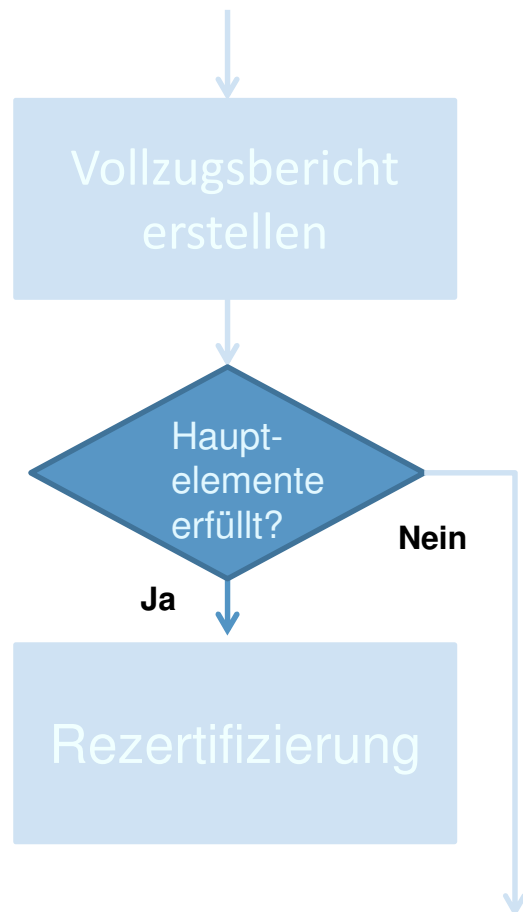 Vollzugsbericht
erstellen
Haupt-
elemente
erfüllt?
Nein
Ja
Rezertifizierung